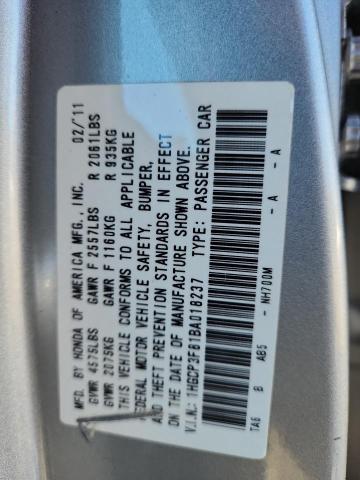 MFD. BY HONDA OF AMERICA MFG., INC. 02/'11
GVWR 4575LBS GAWR F 2557LBS R 2061LBS
GVWR 2075KG GAWR F 1160KG R 935KG
THIS VEHICLE CONFORMS TO ALL APPLICABLE
FEDERAL MOTOR VEHICLE SAFETY, BUMPER,
AND THEFT PREVENTION STANDARDS IN EFFECT
ON THE DATE OF MANUFACTURE SHOWN ABOVE.
V.I.N.: 1HGCP3F81BA018237 TYPE: PASSENGER CAR
TA6 B AB5 - NH700M - A - A